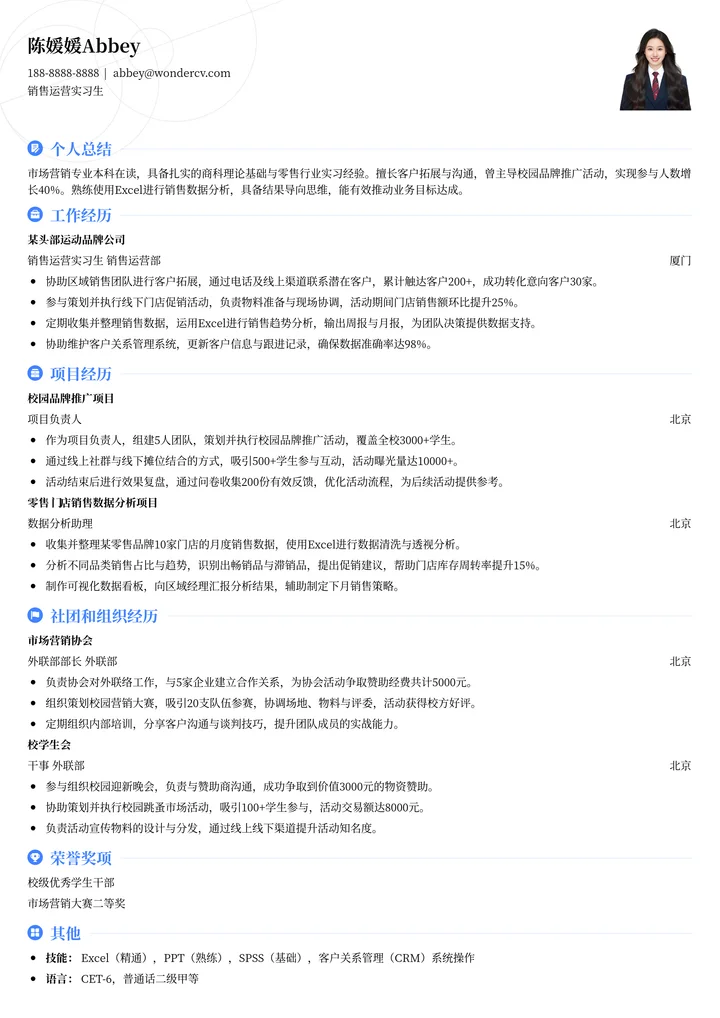 陈媛媛Abbey
188-8888-8888 | abbey@wondercv.com
销售运营实习生
个人总结
市场营销专业本科在读，具备扎实的商科理论基础与零售行业实习经验。擅长客户拓展与沟通，曾主导校园品牌推广活动，实现参与人数增
长40%。熟练使用Excel进行销售数据分析，具备结果导向思维，能有效推动业务目标达成。
工作经历
某头部运动品牌公司
销售运营实习生 销售运营部 厦门
• 协助区域销售团队进行客户拓展，通过电话及线上渠道联系潜在客户，累计触达客户200+，成功转化意向客户30家。
• 参与策划并执行线下门店促销活动，负责物料准备与现场协调，活动期间门店销售额环比提升25%。
• 定期收集并整理销售数据，运用Excel进行销售趋势分析，输出周报与月报，为团队决策提供数据支持。
• 协助维护客户关系管理系统，更新客户信息与跟进记录，确保数据准确率达98%。
项目经历
校园品牌推广项目
项目负责人 北京
• 作为项目负责人，组建5人团队，策划并执行校园品牌推广活动，覆盖全校3000+学生。
• 通过线上社群与线下摊位结合的方式，吸引500+学生参与互动，活动曝光量达10000+。
• 活动结束后进行效果复盘，通过问卷收集200份有效反馈，优化活动流程，为后续活动提供参考。
零售门店销售数据分析项目
数据分析助理 北京
• 收集并整理某零售品牌10家门店的月度销售数据，使用Excel进行数据清洗与透视分析。
• 分析不同品类销售占比与趋势，识别出畅销品与滞销品，提出促销建议，帮助门店库存周转率提升15%。
• 制作可视化数据看板，向区域经理汇报分析结果，辅助制定下月销售策略。
社团和组织经历
市场营销协会
外联部部长 外联部 北京
• 负责协会对外联络工作，与5家企业建立合作关系，为协会活动争取赞助经费共计5000元。
• 组织策划校园营销大赛，吸引20支队伍参赛，协调场地、物料与评委，活动获得校方好评。
• 定期组织内部培训，分享客户沟通与谈判技巧，提升团队成员的实战能力。
校学生会
干事 外联部 北京
• 参与组织校园迎新晚会，负责与赞助商沟通，成功争取到价值3000元的物资赞助。
• 协助策划并执行校园跳蚤市场活动，吸引100+学生参与，活动交易额达8000元。
• 负责活动宣传物料的设计与分发，通过线上线下渠道提升活动知名度。
荣誉奖项
校级优秀学生干部
市场营销大赛二等奖
其他
• 技能： Excel（精通），PPT（熟练），SPSS（基础），客户关系管理（CRM）系统操作
• 语言： CET-6，普通话二级甲等